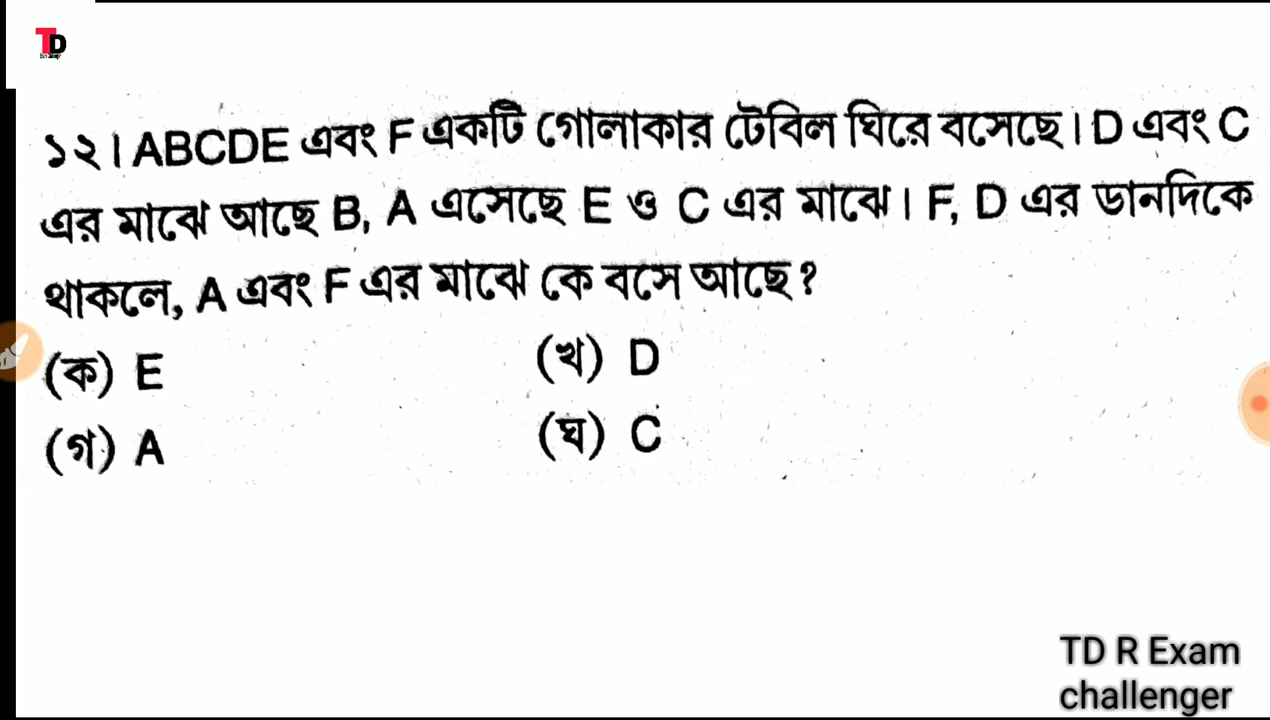 TD
১২। ABCDE এবং F একটি গোলাকার টেবিল ঘিরে বসেছে। D এবং C
এর মাঝে আছে B, A এসেছে E ও C এর মাঝে। F, D এর ডানদিকে
থাকলে, A এবং F এর মাঝে কে বসে আছে?
(ক) E
(খ) D
(গ) A
(ঘ) C
TD R Exam
challenger